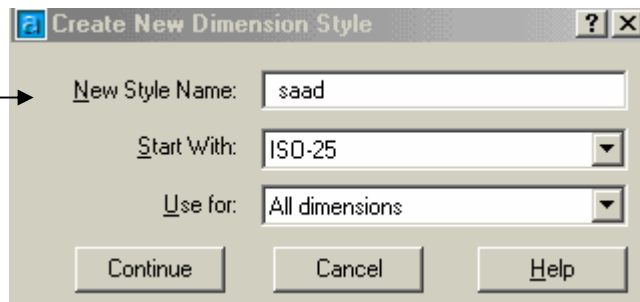 Create New Dimension Style
New Style Name: saad
Start With: ISO-25
Use for: All dimensions
Continue Cancel Help